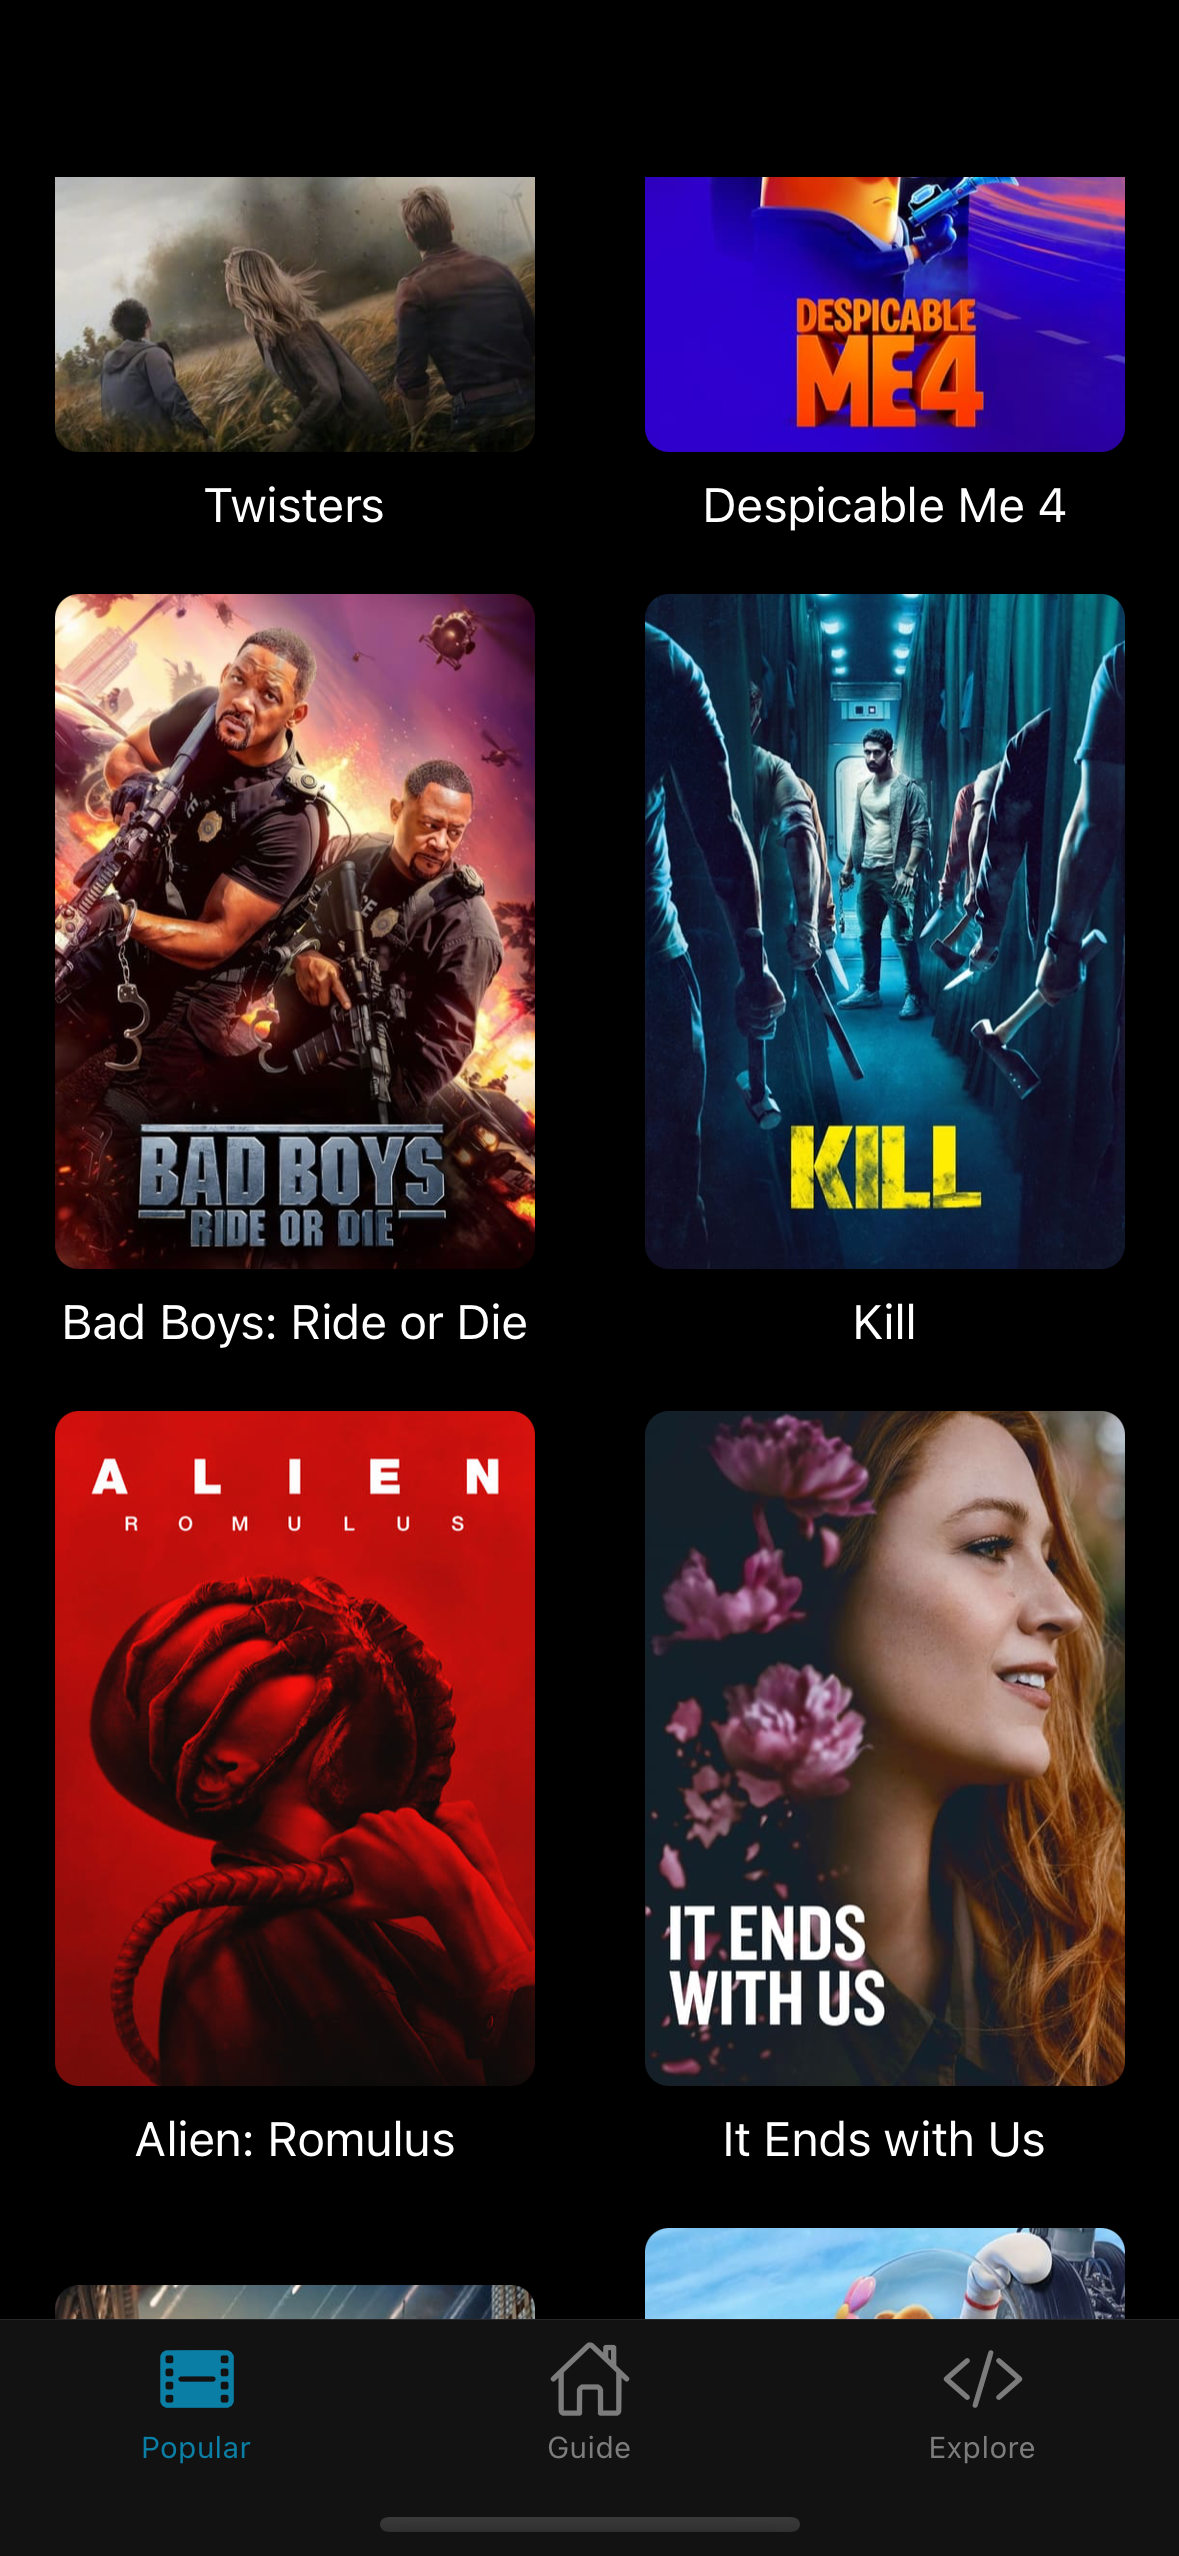 DESPICABLE
ME4
Twisters
Despicable Me 4
BAD BOYS
RIDE OR DIE
KILL
Bad Boys: Ride or Die
Kill
ALIEN
ROMULUS
IT ENDS
WITH US
Alien: Romulus
It Ends with Us
Popular
Guide
Explore